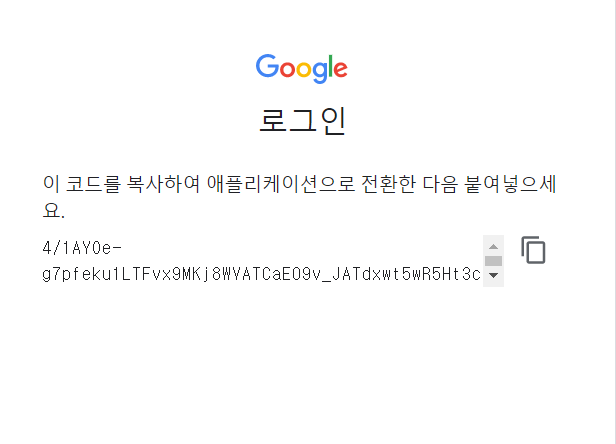 Google
로그인
이 코드를 복사하여 애플리케이션으로 전환한 다음 붙여넣으세
요.
4/1AY0e-
g7pfeku1LTFvx9MKj8WVATCaEO9v_JATdxwt5wR5Ht3c